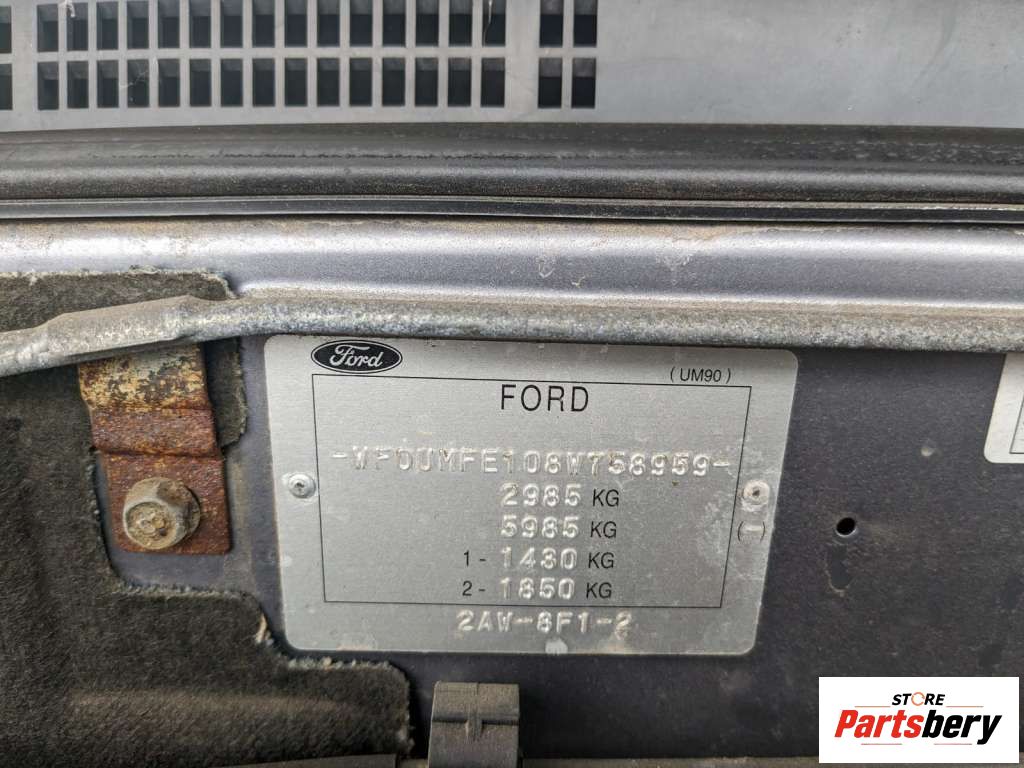 Ford
(UM90)
FORD
-WF0UMFE108W758959-
2985 KG
5985 KG
1- 1430 KG
2- 1850 KG
2AW-8F1-2
STORE
Partsbery